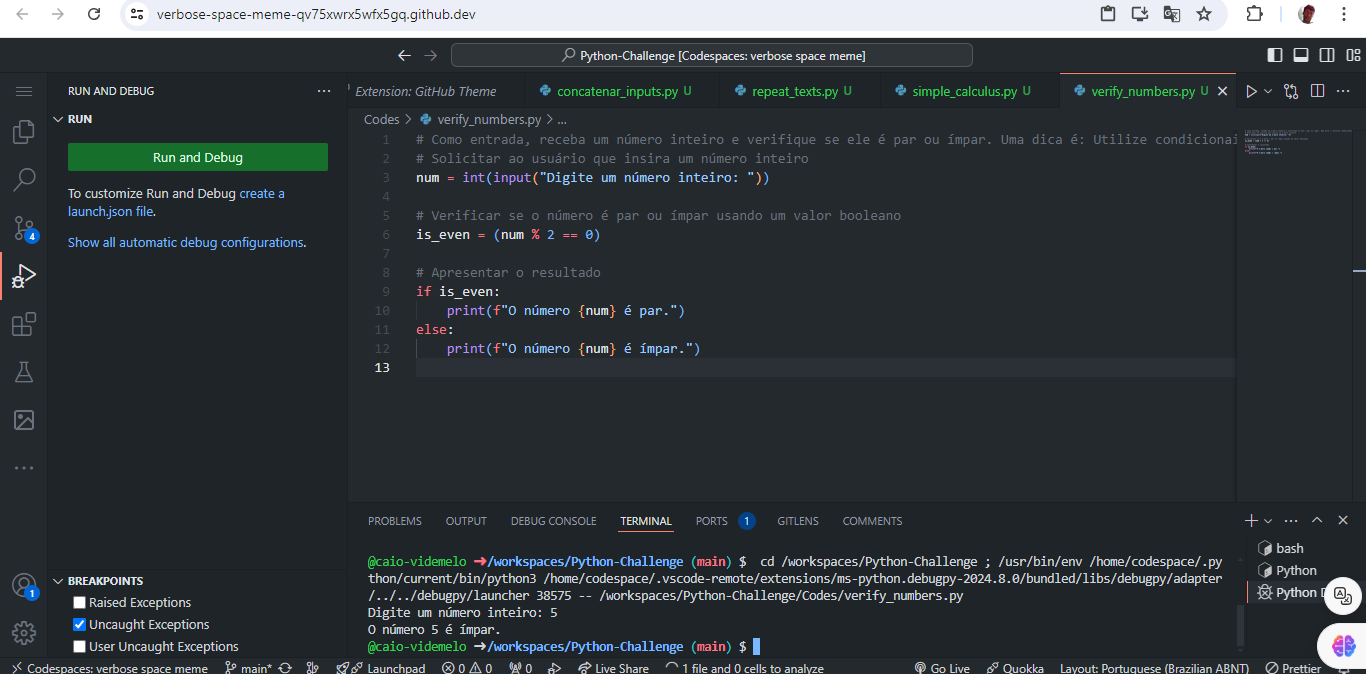 verbose-space-meme-qv75xwrx5wfx5gq.github.dev
Python-Challenge [Codespaces: verbose space meme]
RUN AND DEBUG
Extension: GitHub Theme
concatenar_inputs.py U
repeat_texts.py U
simple_calculus.py U
verify_numbers.py U
RUN
Run and Debug
To customize Run and Debug create a
launch.json file.
Show all automatic debug configurations.
Codes > verify_numbers.py > ...
1 # Como entrada, receba um número inteiro e verifique se ele é par ou ímpar. Uma dica é: Utilize condicionai
2 # Solicitar ao usuário que insira um número inteiro
3 num = int(input("Digite um número inteiro: "))
4
5 # Verificar se o número é par ou ímpar usando um valor booleano
6 is_even = (num % 2 == 0)
7
8 # Apresentar o resultado
9 if is_even:
10 print(f"O número {num} é par.")
11 else:
12 print(f"O número {num} é ímpar.")
13
4
1
BREAKPOINTS
Raised Exceptions
Uncaught Exceptions
User Uncaught Exceptions
PROBLEMS OUTPUT DEBUG CONSOLE TERMINAL PORTS 1 GITLENS COMMENTS
@caio-videmelo ➜/workspaces/Python-Challenge (main) $ cd /workspaces/Python-Challenge ; /usr/bin/env /home/codespace/.py
thon/current/bin/python3 /home/codespace/.vscode-remote/extensions/ms-python.debugpy-2024.8.0/bundled/libs/debugpy/adapter
/../../debugpy/launcher 38575 -- /workspaces/Python-Challenge/Codes/verify_numbers.py
Digite um número inteiro: 5
O número 5 é ímpar.
@caio-videmelo ➜/workspaces/Python-Challenge (main) $
bash
Python
Python
Codespaces: verbose space meme main* Launchpad 0 0 0 Live Share 1 file and 0 cells to analyze Go Live Quokka Layout: Portuguese (Brazilian ABNT) Prettier